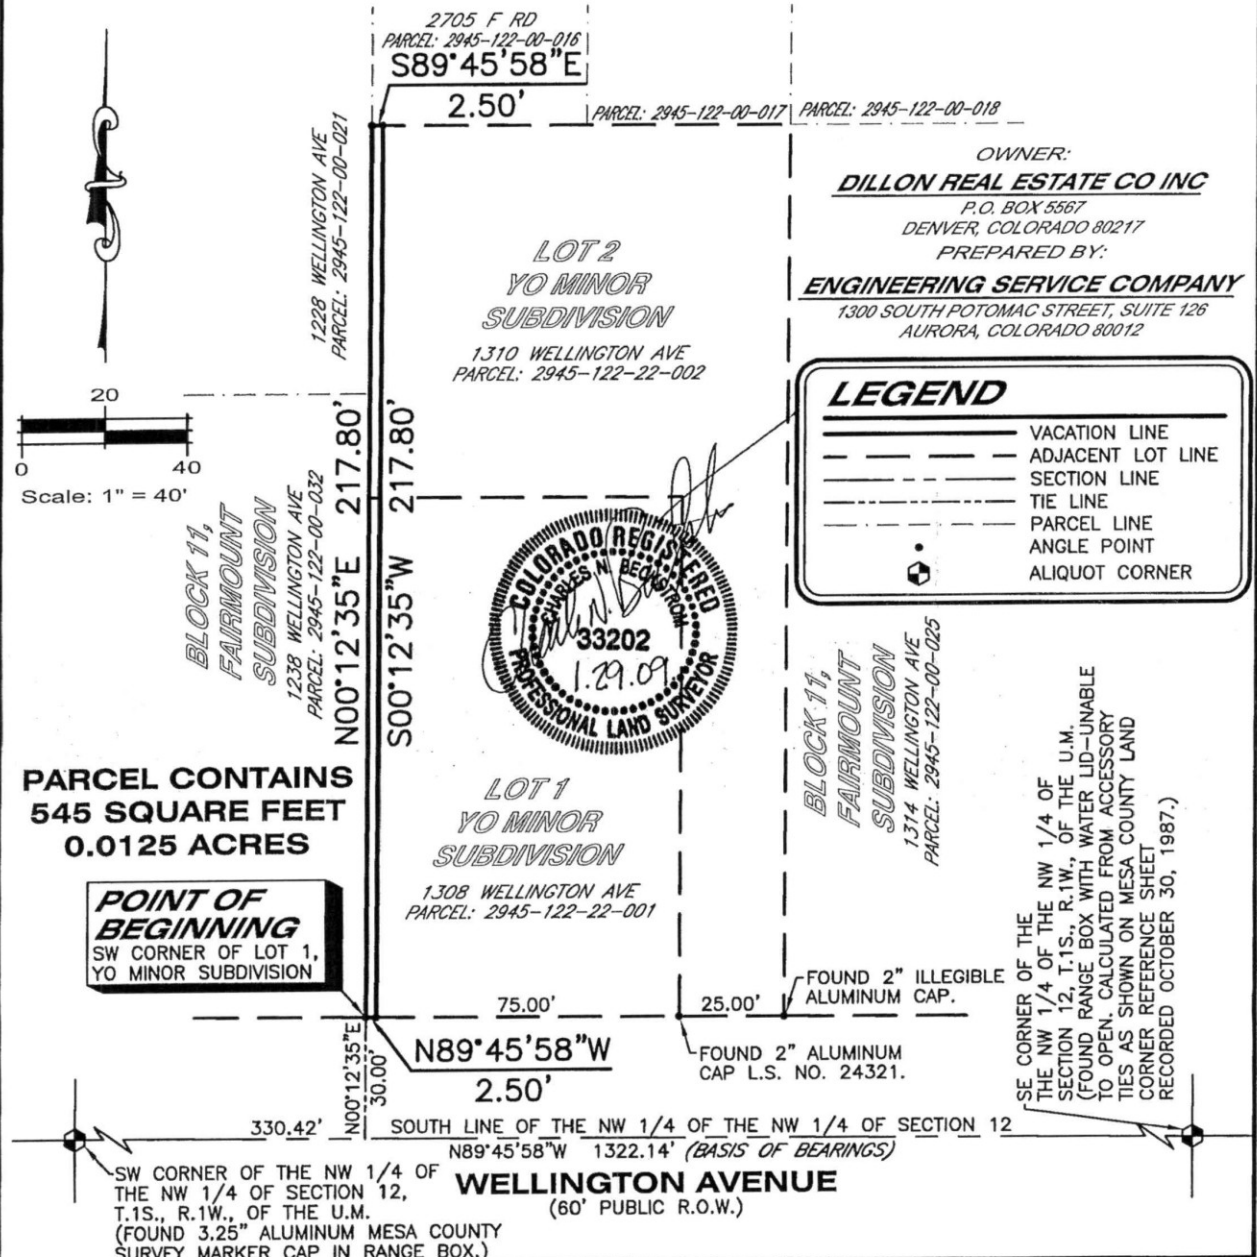 2705 F RD
PARCEL: 2945-122-00-016
S89°45'58"E
2.50'
PARCEL: 2945-122-00-017
PARCEL: 2945-122-00-018
1228 WELLINGTON AVE
PARCEL: 2945-122-00-021
OWNER:
DILLON REAL ESTATE CO INC
P.O. BOX 5567
DENVER, COLORADO 80217
PREPARED BY:
ENGINEERING SERVICE COMPANY
1300 SOUTH POTOMAC STREET, SUITE 126
AURORA, COLORADO 80012
LOT 2
YO MINOR
SUBDIVISION
1310 WELLINGTON AVE
PARCEL: 2945-122-22-002
20
0 40
Scale: 1" = 40'
LEGEND
VACATION LINE
ADJACENT LOT LINE
SECTION LINE
TIE LINE
PARCEL LINE
ANGLE POINT
ALIQUOT CORNER
BLOCK 11,
FAIRMOUNT
SUBDIVISION
1238 WELLINGTON AVE
PARCEL: 2945-122-00-032
N00°12'35"E 217.80'
S00°12'35"W 217.80'
COLORADO REGISTERED
CHARLES N. BECKSTROM
33202
1.29.09
PROFESSIONAL LAND SURVEYOR
BLOCK 11,
FAIRMOUNT
SUBDIVISION
1314 WELLINGTON AVE
PARCEL: 2945-122-00-025
PARCEL CONTAINS
545 SQUARE FEET
0.0125 ACRES
LOT 1
YO MINOR
SUBDIVISION
1308 WELLINGTON AVE
PARCEL: 2945-122-22-001
POINT OF
BEGINNING
SW CORNER OF LOT 1,
YO MINOR SUBDIVISION
75.00'
25.00'
FOUND 2" ILLEGIBLE
ALUMINUM CAP.
N89°45'58"W
2.50'
FOUND 2" ALUMINUM
CAP L.S. NO. 24321.
N00°12'35"E
30.00'
SE CORNER OF THE
THE NW 1/4 OF THE NW 1/4 OF
SECTION 12, T.1S., R.1W., OF THE U.M.
(FOUND RANGE BOX WITH WATER LID-UNABLE
TO OPEN. CALCULATED FROM ACCESSORY
TIES AS SHOWN ON MESA COUNTY LAND
CORNER REFERENCE SHEET
RECORDED OCTOBER 30, 1987.)
330.42'
SOUTH LINE OF THE NW 1/4 OF THE NW 1/4 OF SECTION 12
N89°45'58"W 1322.14' (BASIS OF BEARINGS)
WELLINGTON AVENUE
(60' PUBLIC R.O.W.)
SW CORNER OF THE NW 1/4 OF
THE NW 1/4 OF SECTION 12,
T.1S., R.1W., OF THE U.M.
(FOUND 3.25" ALUMINUM MESA COUNTY
SURVEY MARKER CAP IN RANGE BOX.)